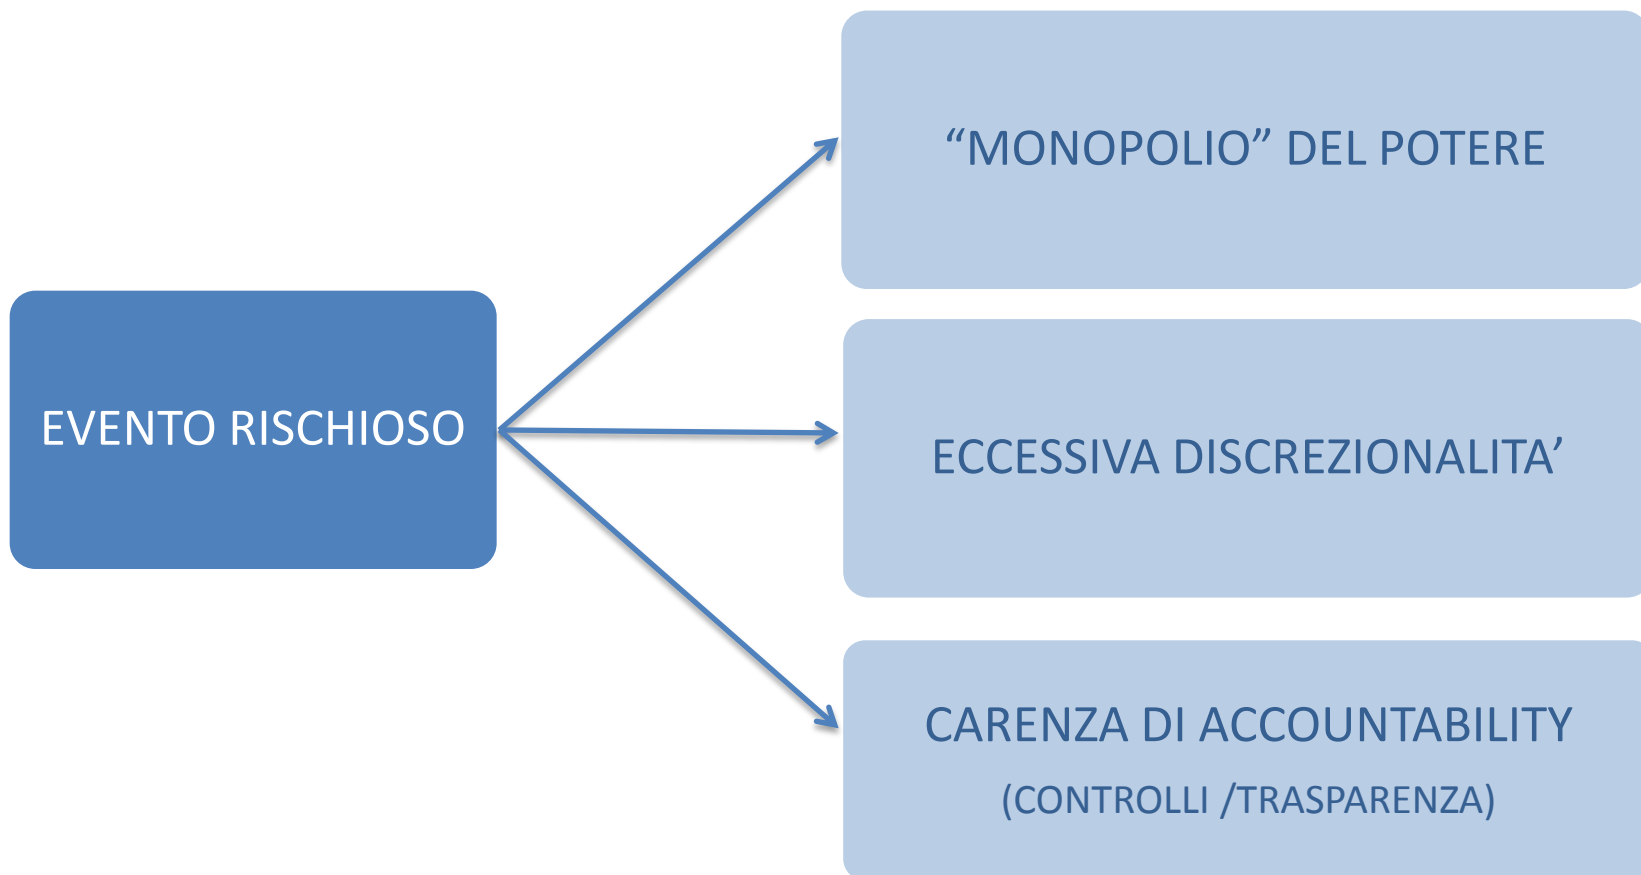 “MONOPOLIO” DEL POTERE
EVENTO RISCHIOSO
ECCESSIVA DISCREZIONALITA’
CARENZA DI ACCOUNTABILITY
(CONTROLLI /TRASPARENZA)